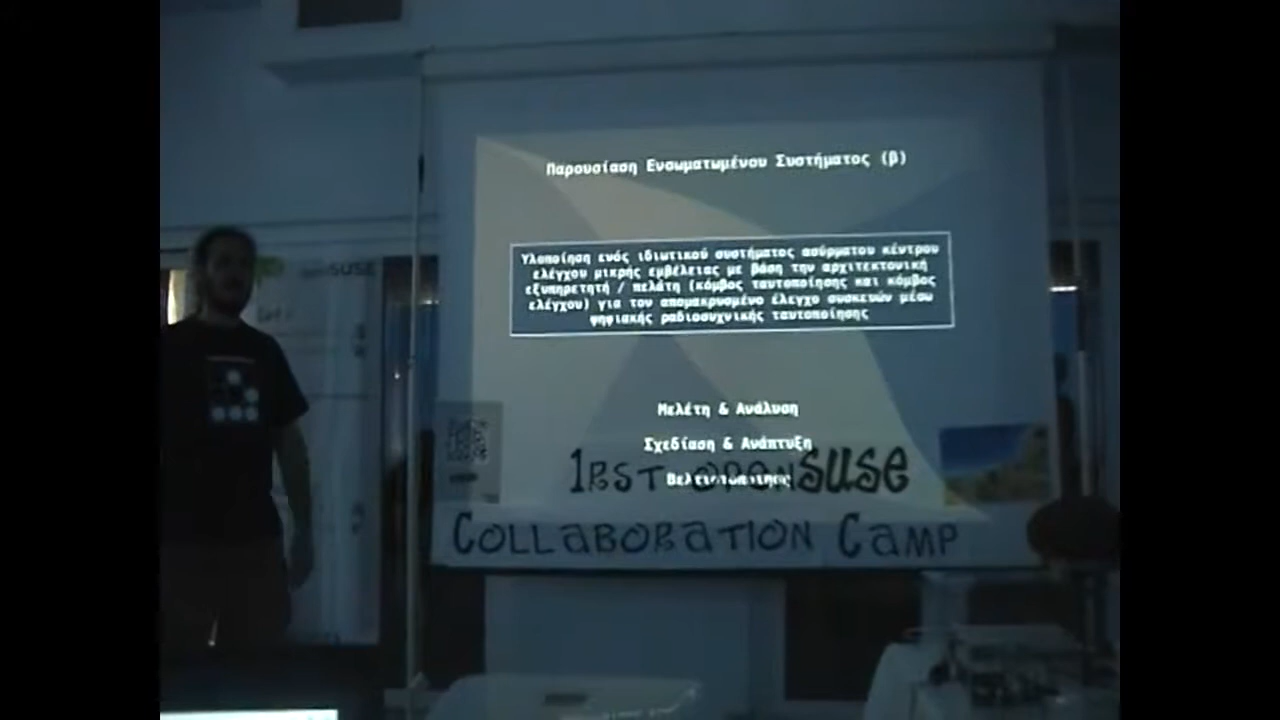 Παρουσίαση Ενσωματωμένου Συστήματος (β)
Υλοποίηση ενός ιδιωτικού συστήματος ασύρματου κέντρου
ελέγχου μικρής εμβέλειας με βάση την αρχιτεκτονική
εξυπηρετητή / πελάτη (κόμβος ταυτοποίησης και κόμβος
ελέγχου) για τον απομακρυσμένο έλεγχο συσκευών μέσω
ψηφιακής ραδιοσυχνικής ταυτοποίησης
SUSE
Μελέτη & Ανάλυση
Σχεδίαση & Ανάπτυξη
1RST OPENSUSE
COLLABORATION CAMP